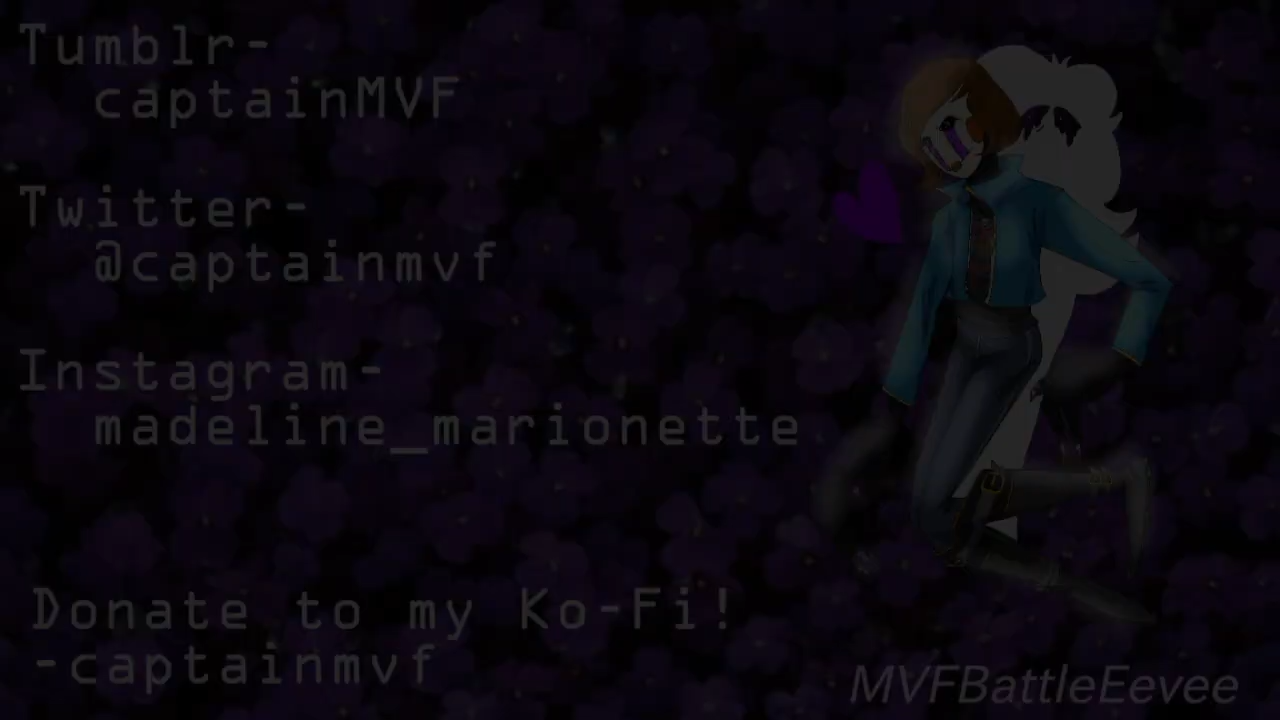 Tumblr-
captainMVF
Twitter-
@captainmvf
Instagram-
madeline_marionette
Donate to my Ko-Fi!
-captainmvf
MVFBattleEevee